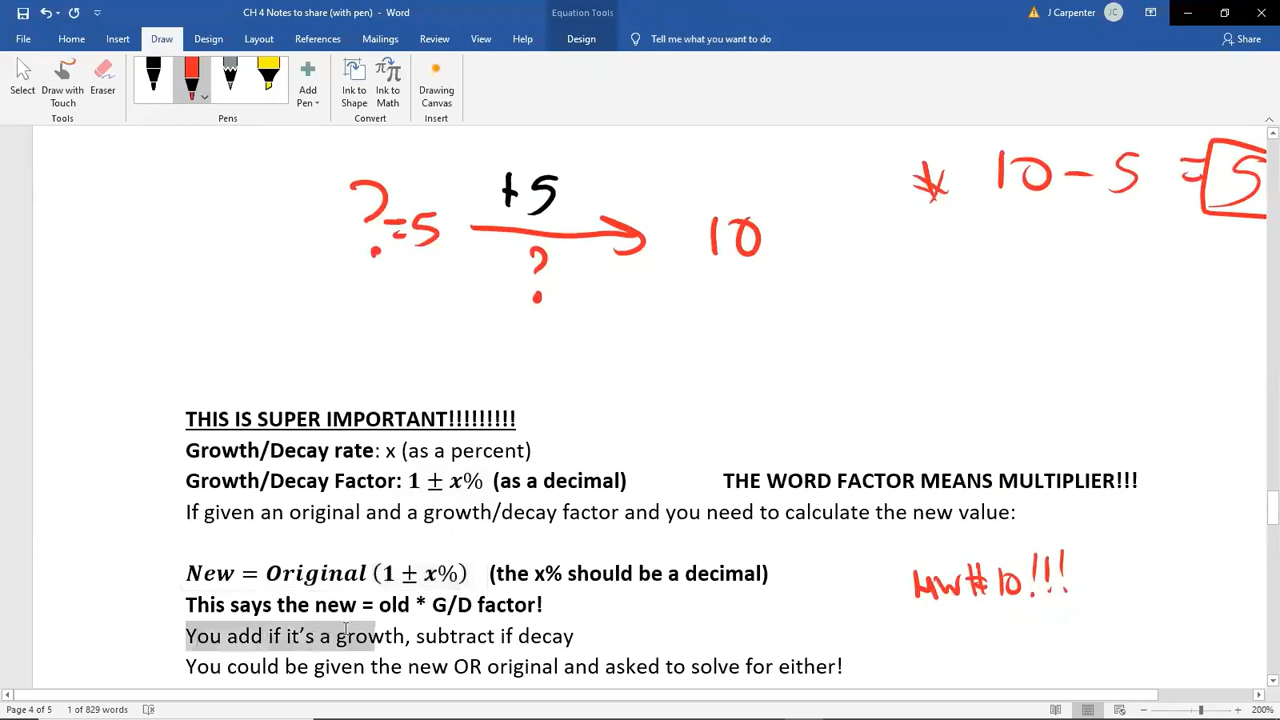 CH 4 Notes to share (with pt 4) - Word
Equation Tools
J Carpenter
JC
File Home Insert Draw Design Layout References Mailings Review View Help Design Tell me what you want to do Share
Select Draw with Touch Eraser Add Pen Ink to Shape Ink to Math Drawing Canvas
Tools Pens Convert Insert
+5
* 10 - 5 = 5
? = 5 10
?
THIS IS SUPER IMPORTANT!!!!!!!!!
Growth/Decay rate: x (as a percent)
Growth/Decay Factor: 1 ± x% (as a decimal) THE WORD FACTOR MEANS MULTIPLIER!!!
If given an original and a growth/decay factor and you need to calculate the new value:
New = Original (1 ± x%) (the x% should be a decimal)
HW#10!!!
This says the new = old * G/D factor!
You add if it's a growth, subtract if decay
You could be given the new OR original and asked to solve for either!
Page 4 of 5 1 of 829 words 200%